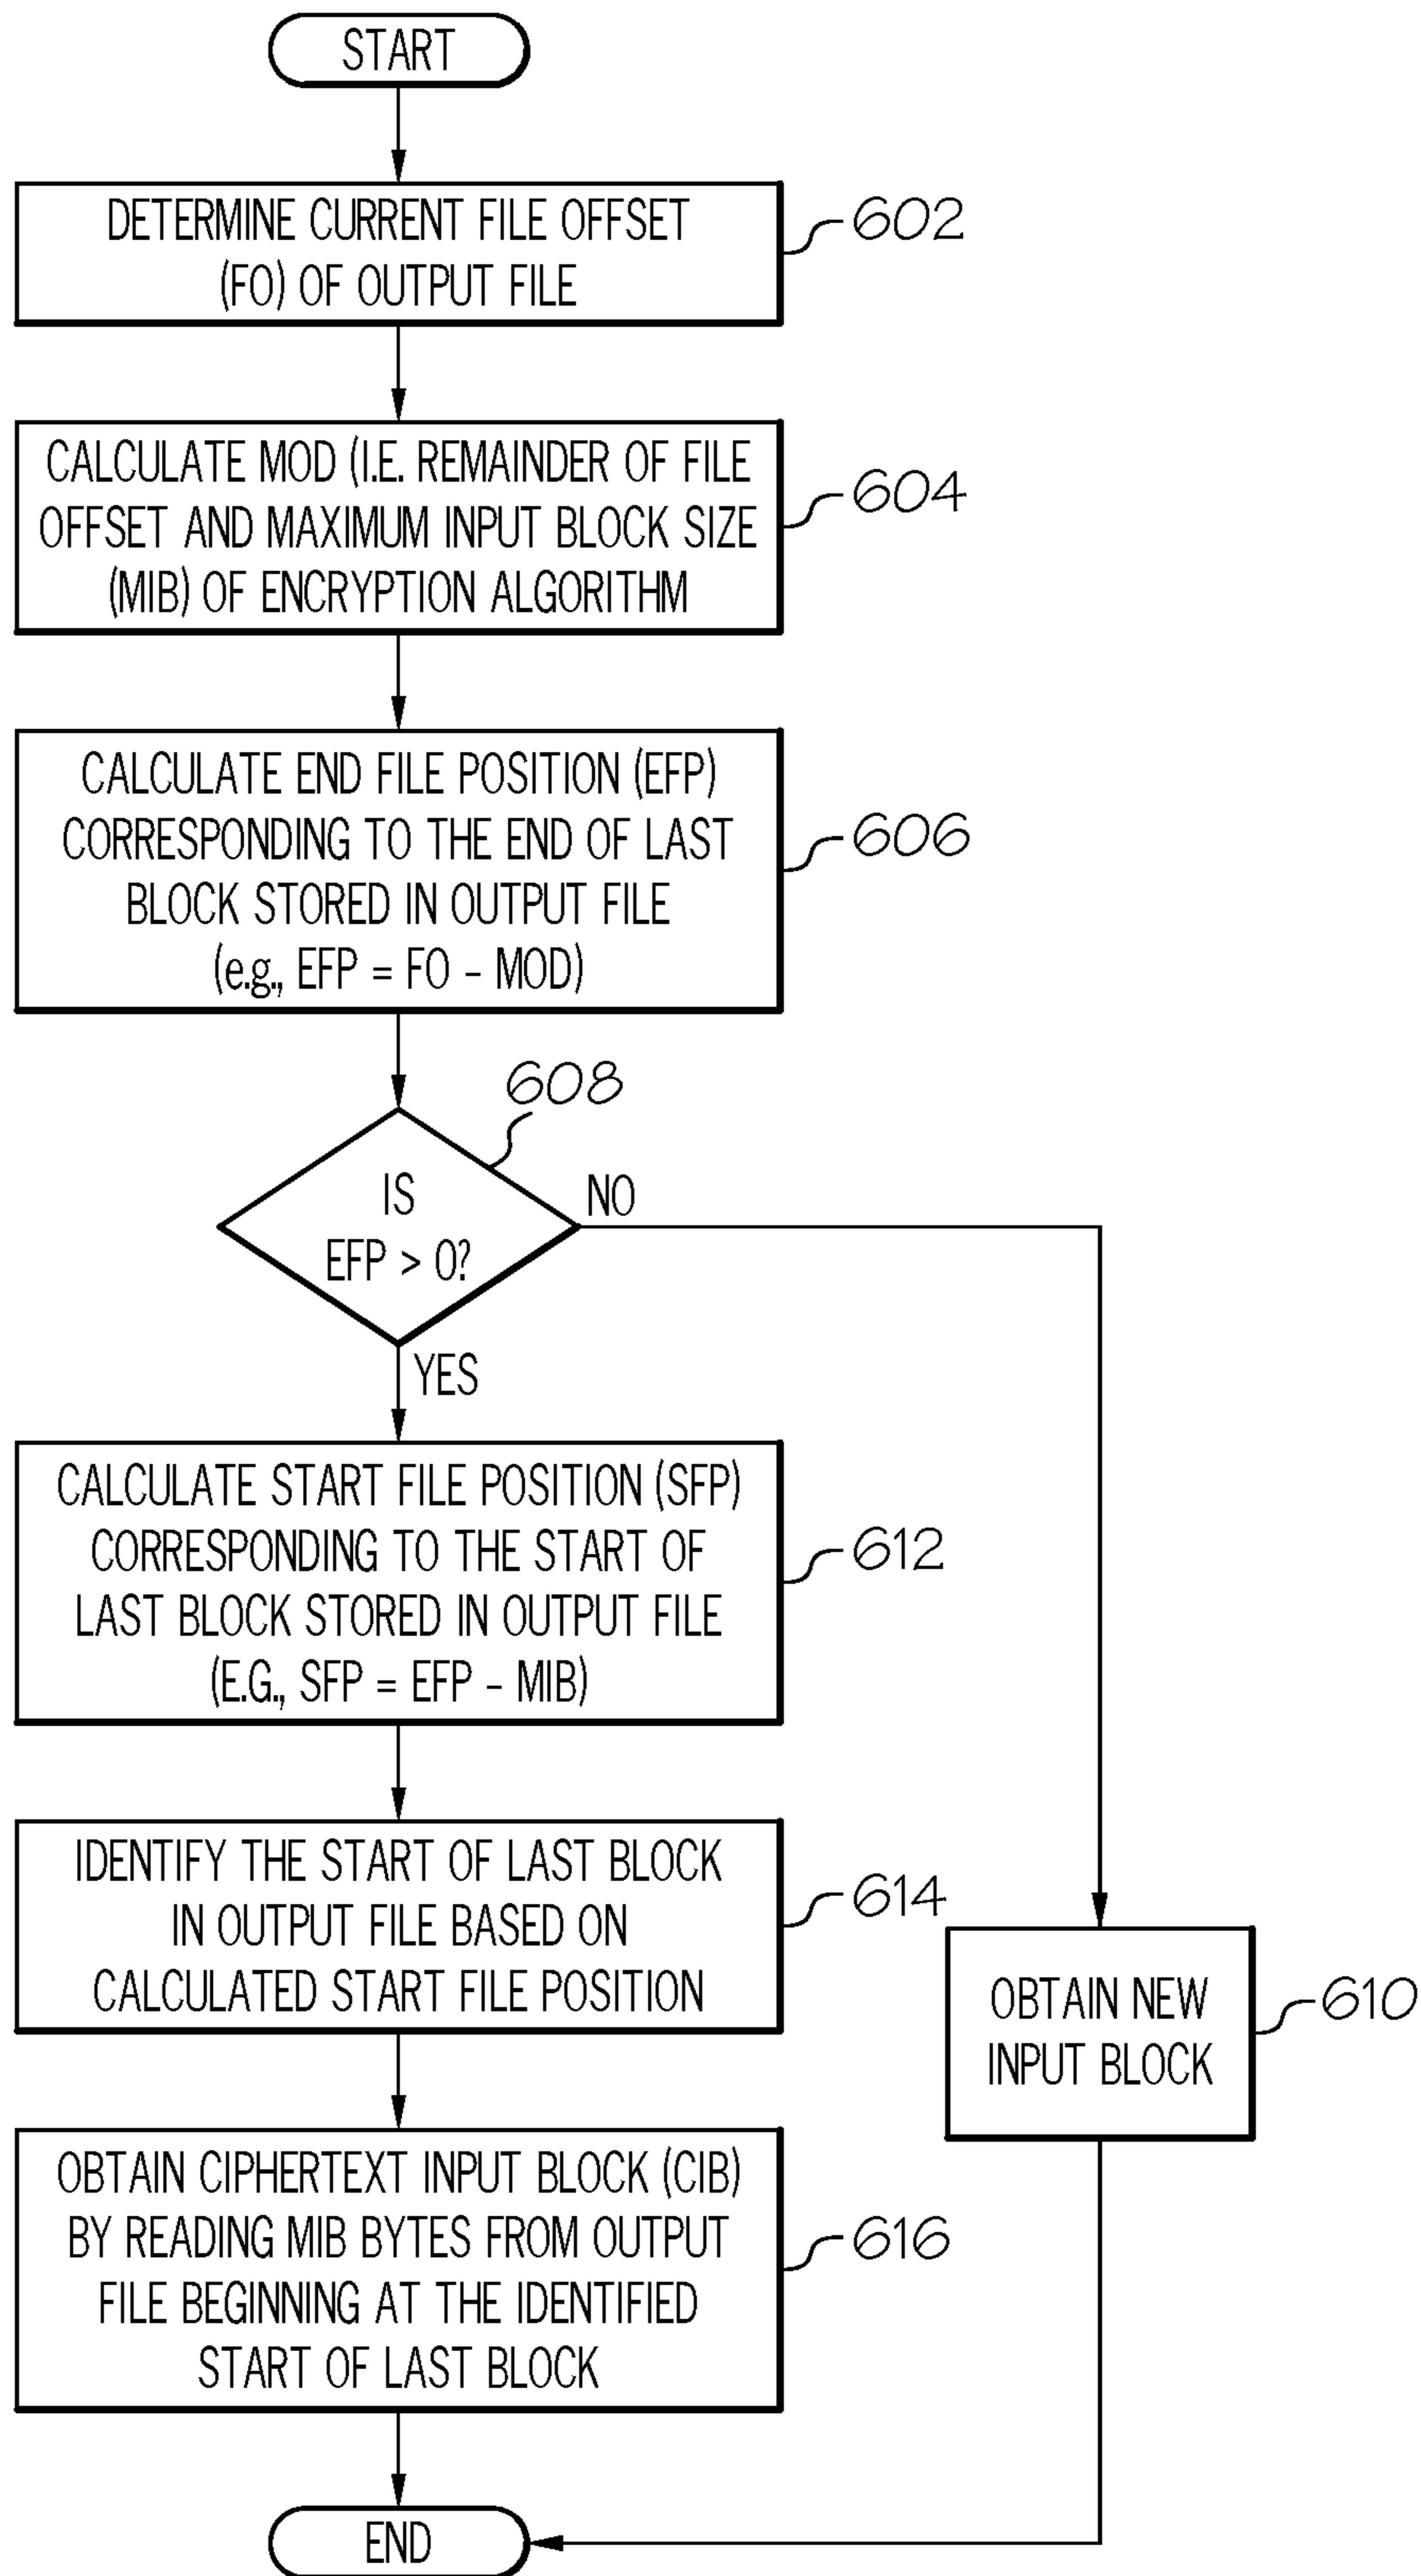 START
DETERMINE CURRENT FILE OFFSET
(FO) OF OUTPUT FILE
602
CALCULATE MOD (I.E. REMAINDER OF FILE
OFFSET AND MAXIMUM INPUT BLOCK SIZE
(MIB) OF ENCRYPTION ALGORITHM
604
CALCULATE END FILE POSITION (EFP)
CORRESPONDING TO THE END OF LAST
BLOCK STORED IN OUTPUT FILE
(e.g., EFP = FO – MOD)
606
608
IS
EFP > 0?
NO
YES
CALCULATE START FILE POSITION (SFP)
CORRESPONDING TO THE START OF
LAST BLOCK STORED IN OUTPUT FILE
(E.G., SFP = EFP – MIB)
612
IDENTIFY THE START OF LAST BLOCK
IN OUTPUT FILE BASED ON
CALCULATED START FILE POSITION
614
OBTAIN NEW
INPUT BLOCK
610
OBTAIN CIPHERTEXT INPUT BLOCK (CIB)
BY READING MIB BYTES FROM OUTPUT
FILE BEGINNING AT THE IDENTIFIED
START OF LAST BLOCK
616
END